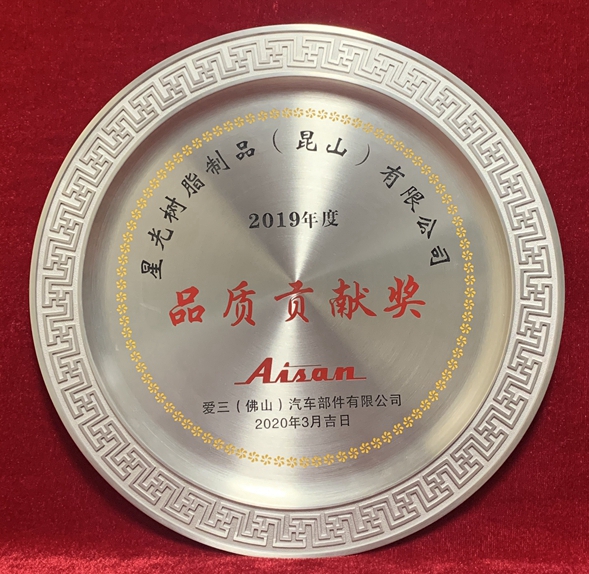 星光树脂制品（昆山）有限公司
2019年度
品质贡献奖
Aisan
爱三（佛山）汽车部件有限公司
2020年3月吉日